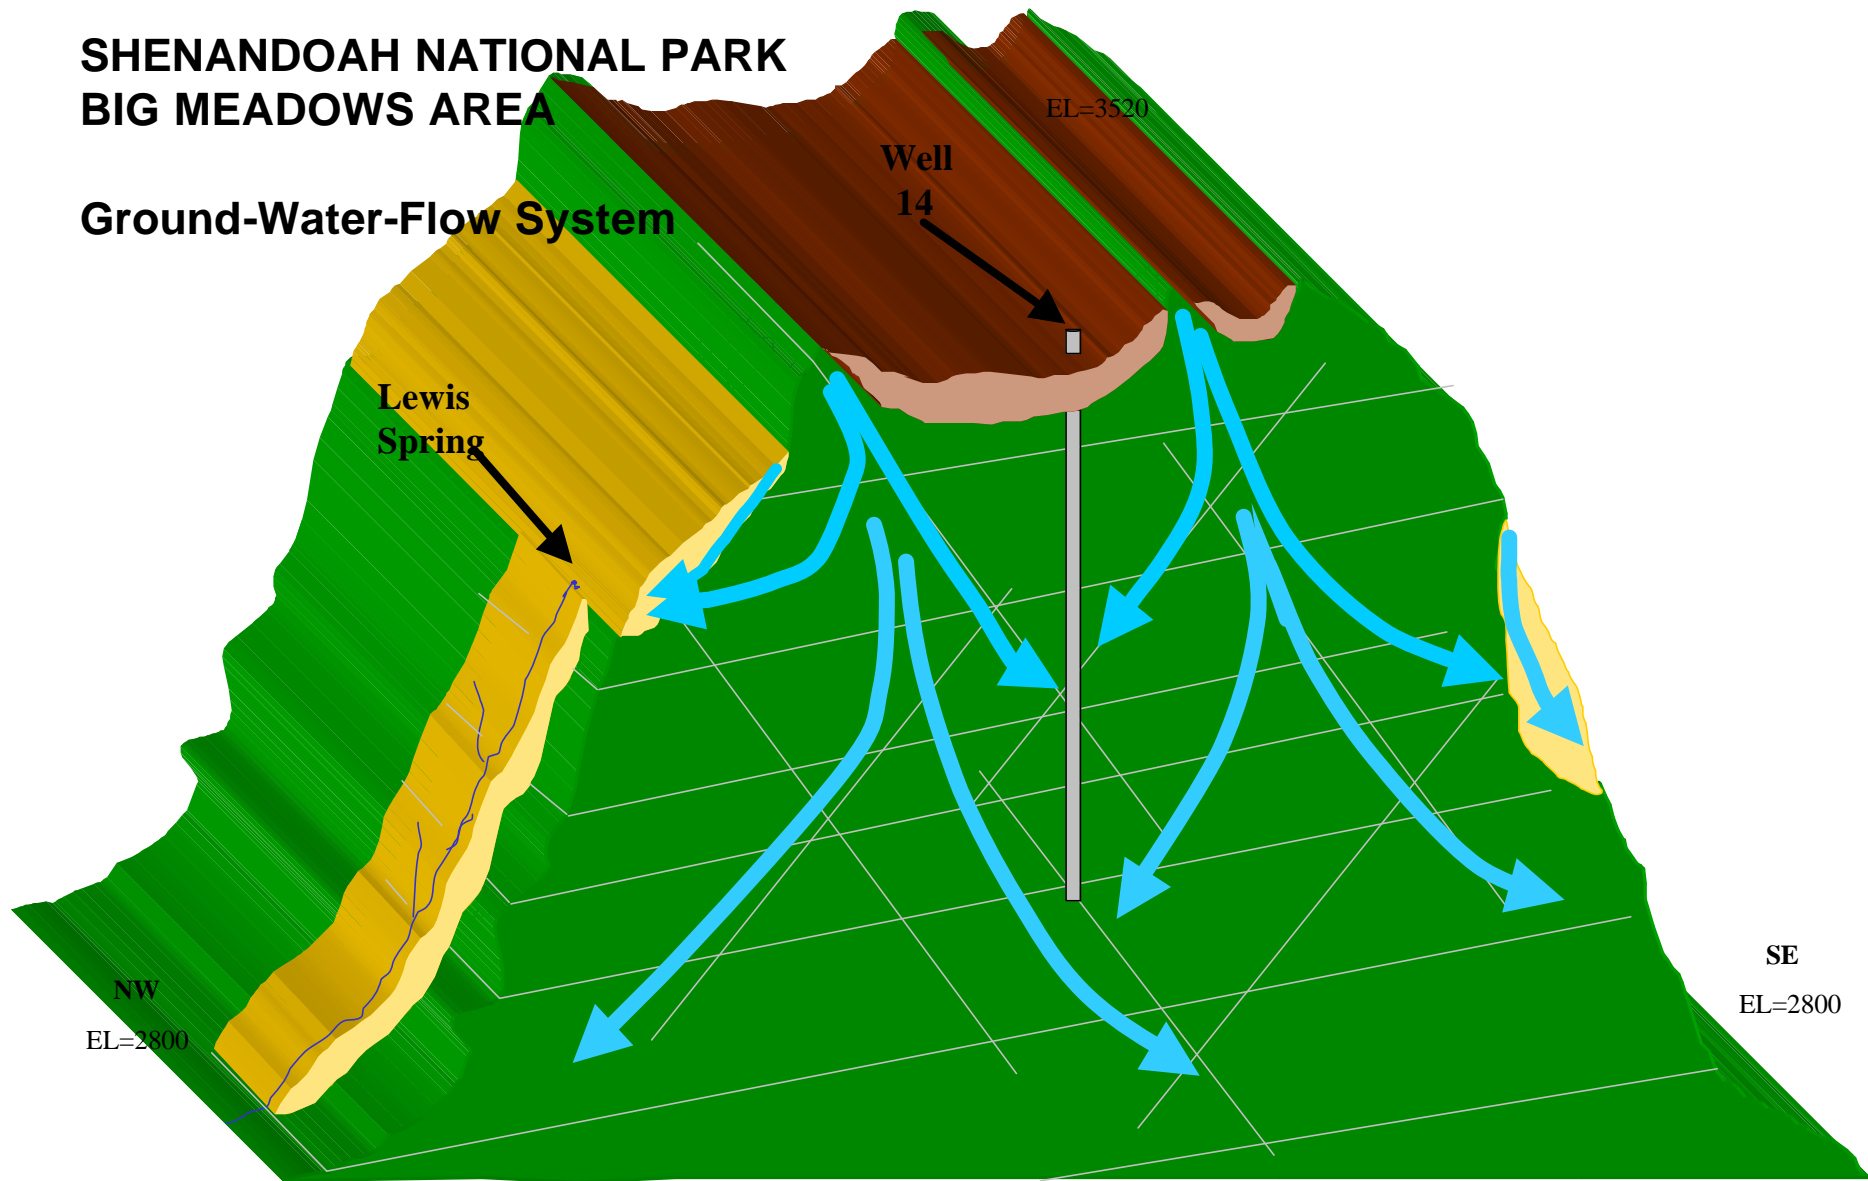 SHENANDOAH NATIONAL PARK
BIG MEADOWS AREA
Ground-Water-Flow System
EL=3520
Well
14
Lewis
Spring
NW
EL=2800
SE
EL=2800